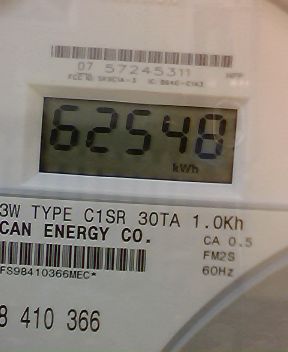 07 57245311
62548
kWh
3W TYPE C1SR 30TA 1.0Kh
CAN ENERGY CO.
CA 0.5
FM2S
FS98410366MEC*
60Hz
8 410 366